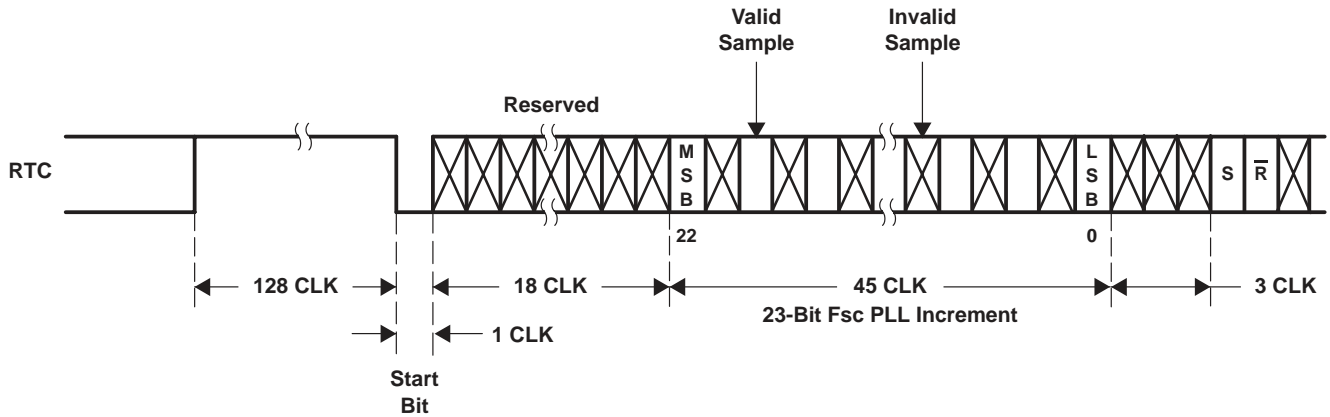 Valid
Sample
Invalid
Sample
Reserved
RTC
M
S
B
L
S
B
S
R̅
22
0
128 CLK
18 CLK
45 CLK
3 CLK
23-Bit Fsc PLL Increment
1 CLK
Start
Bit